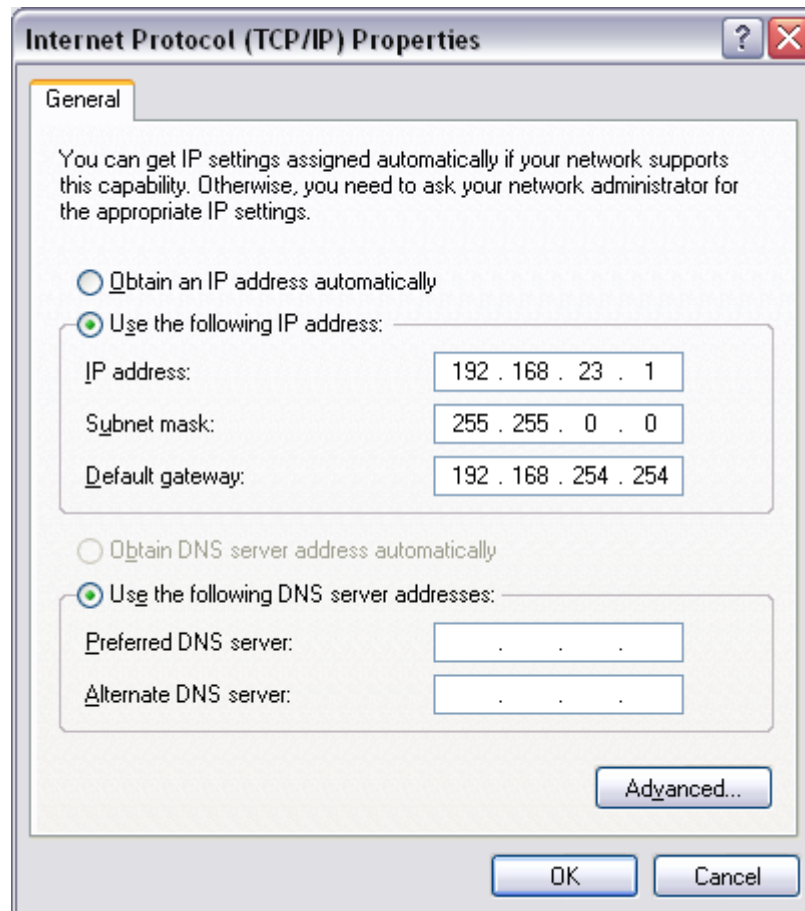 Internet Protocol (TCP/IP) Properties
General
You can get IP settings assigned automatically if your network supports
this capability. Otherwise, you need to ask your network administrator for
the appropriate IP settings.
Obtain an IP address automatically
Use the following IP address:
IP address: 192 . 168 . 23 . 1
Subnet mask: 255 . 255 . 0 . 0
Default gateway: 192 . 168 . 254 . 254
Obtain DNS server address automatically
Use the following DNS server addresses:
Preferred DNS server: . . .
Alternate DNS server: . . .
Advanced...
OK Cancel